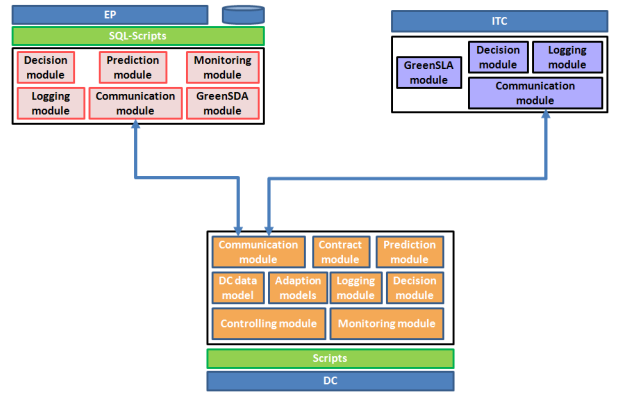 EP
SQL-Scripts
Decision
module
Prediction
module
Monitoring
module
Logging
module
Communication
module
GreenSDA
module
ITC
GreenSLA
module
Decision
module
Logging
module
Communication
module
Communication
module
Contract
module
Prediction
module
DC data
model
Adaption
models
Logging
module
Decision
module
Controlling module
Monitoring module
Scripts
DC